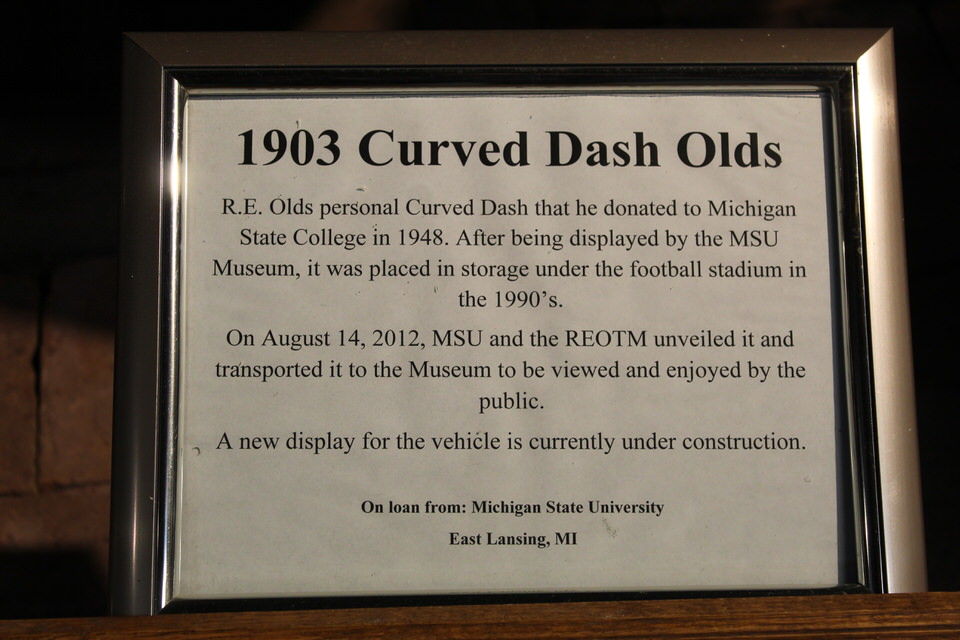 1903 Curved Dash Olds
R.E. Olds personal Curved Dash that he donated to Michigan
State College in 1948. After being displayed by the MSU
Museum, it was placed in storage under the football stadium in
the 1990's.
On August 14, 2012, MSU and the REOTM unveiled it and
transported it to the Museum to be viewed and enjoyed by the
public.
A new display for the vehicle is currently under construction.
On loan from: Michigan State University
East Lansing, MI